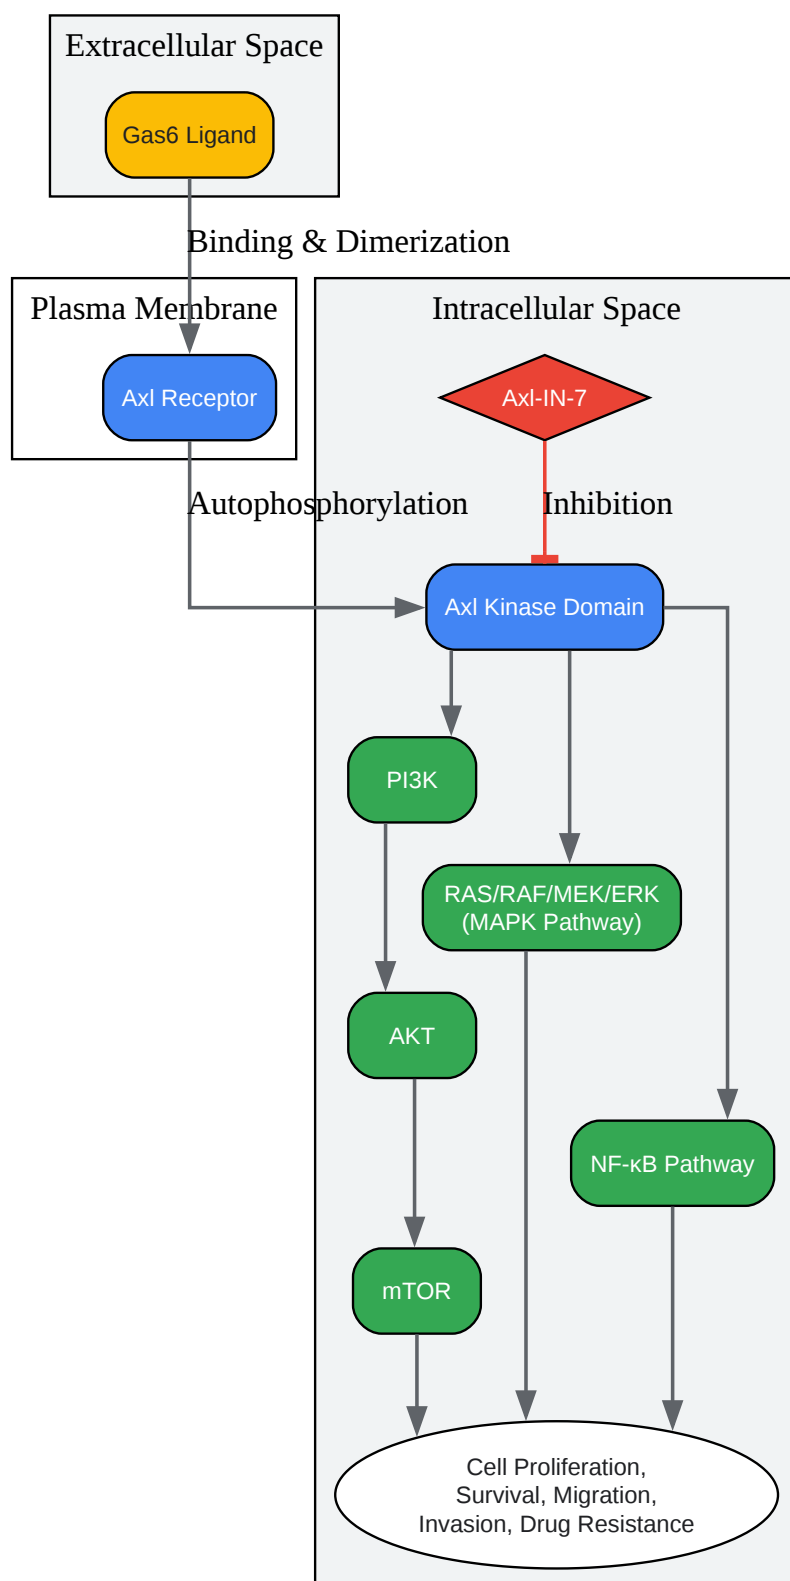 Extracellular Space
Gas6 Ligand
Binding & Dimerization
Plasma Membrane
Intracellular Space
Axl Receptor
Axl-IN-7
Autophosphorylation
Inhibition
Axl Kinase Domain
PI3K
RAS/RAF/MEK/ERK
(MAPK Pathway)
AKT
NF-κB Pathway
mTOR
Cell Proliferation,
Survival, Migration,
Invasion, Drug Resistance